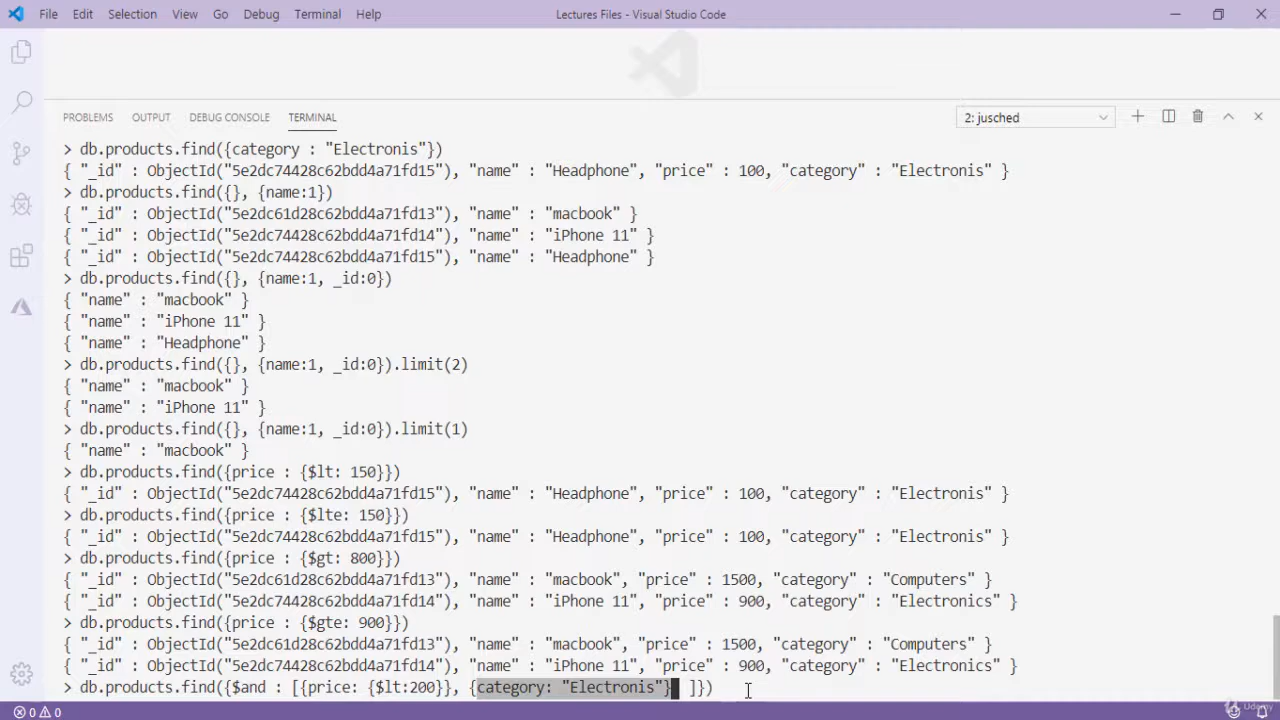 File Edit Selection View Go Debug Terminal Help Lectures Files - Visual Studio Code
PROBLEMS OUTPUT DEBUG CONSOLE TERMINAL 2: jusched
> db.products.find({category : "Electronis"})
{ "_id" : ObjectId("5e2dc74428c62bdd4a71fd15"), "name" : "Headphone", "price" : 100, "category" : "Electronis" }
> db.products.find({}, {name:1})
{ "_id" : ObjectId("5e2dc61d28c62bdd4a71fd13"), "name" : "macbook" }
{ "_id" : ObjectId("5e2dc74428c62bdd4a71fd14"), "name" : "iPhone 11" }
{ "_id" : ObjectId("5e2dc74428c62bdd4a71fd15"), "name" : "Headphone" }
> db.products.find({}, {name:1, _id:0})
{ "name" : "macbook" }
{ "name" : "iPhone 11" }
{ "name" : "Headphone" }
> db.products.find({}, {name:1, _id:0}).limit(2)
{ "name" : "macbook" }
{ "name" : "iPhone 11" }
> db.products.find({}, {name:1, _id:0}).limit(1)
{ "name" : "macbook" }
> db.products.find({price : {$lt: 150}})
{ "_id" : ObjectId("5e2dc74428c62bdd4a71fd15"), "name" : "Headphone", "price" : 100, "category" : "Electronis" }
> db.products.find({price : {$lte: 150}})
{ "_id" : ObjectId("5e2dc74428c62bdd4a71fd15"), "name" : "Headphone", "price" : 100, "category" : "Electronis" }
> db.products.find({price : {$gt: 800}})
{ "_id" : ObjectId("5e2dc61d28c62bdd4a71fd13"), "name" : "macbook", "price" : 1500, "category" : "Computers" }
{ "_id" : ObjectId("5e2dc74428c62bdd4a71fd14"), "name" : "iPhone 11", "price" : 900, "category" : "Electronics" }
> db.products.find({price : {$gte: 900}})
{ "_id" : ObjectId("5e2dc61d28c62bdd4a71fd13"), "name" : "macbook", "price" : 1500, "category" : "Computers" }
{ "_id" : ObjectId("5e2dc74428c62bdd4a71fd14"), "name" : "iPhone 11", "price" : 900, "category" : "Electronics" }
> db.products.find({$and : [{price: {$lt:200}}, {category: "Electronis"} ]})
0 0 Udemy